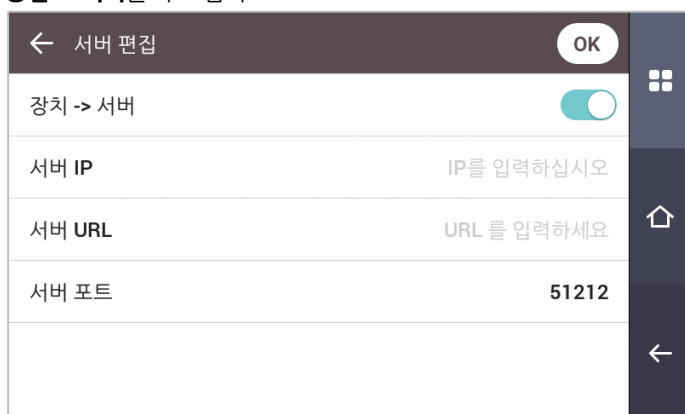 서버 편집
OK
장치 -> 서버
서버 IP
IP를 입력하십시오
서버 URL
URL 를 입력하세요
서버 포트
51212